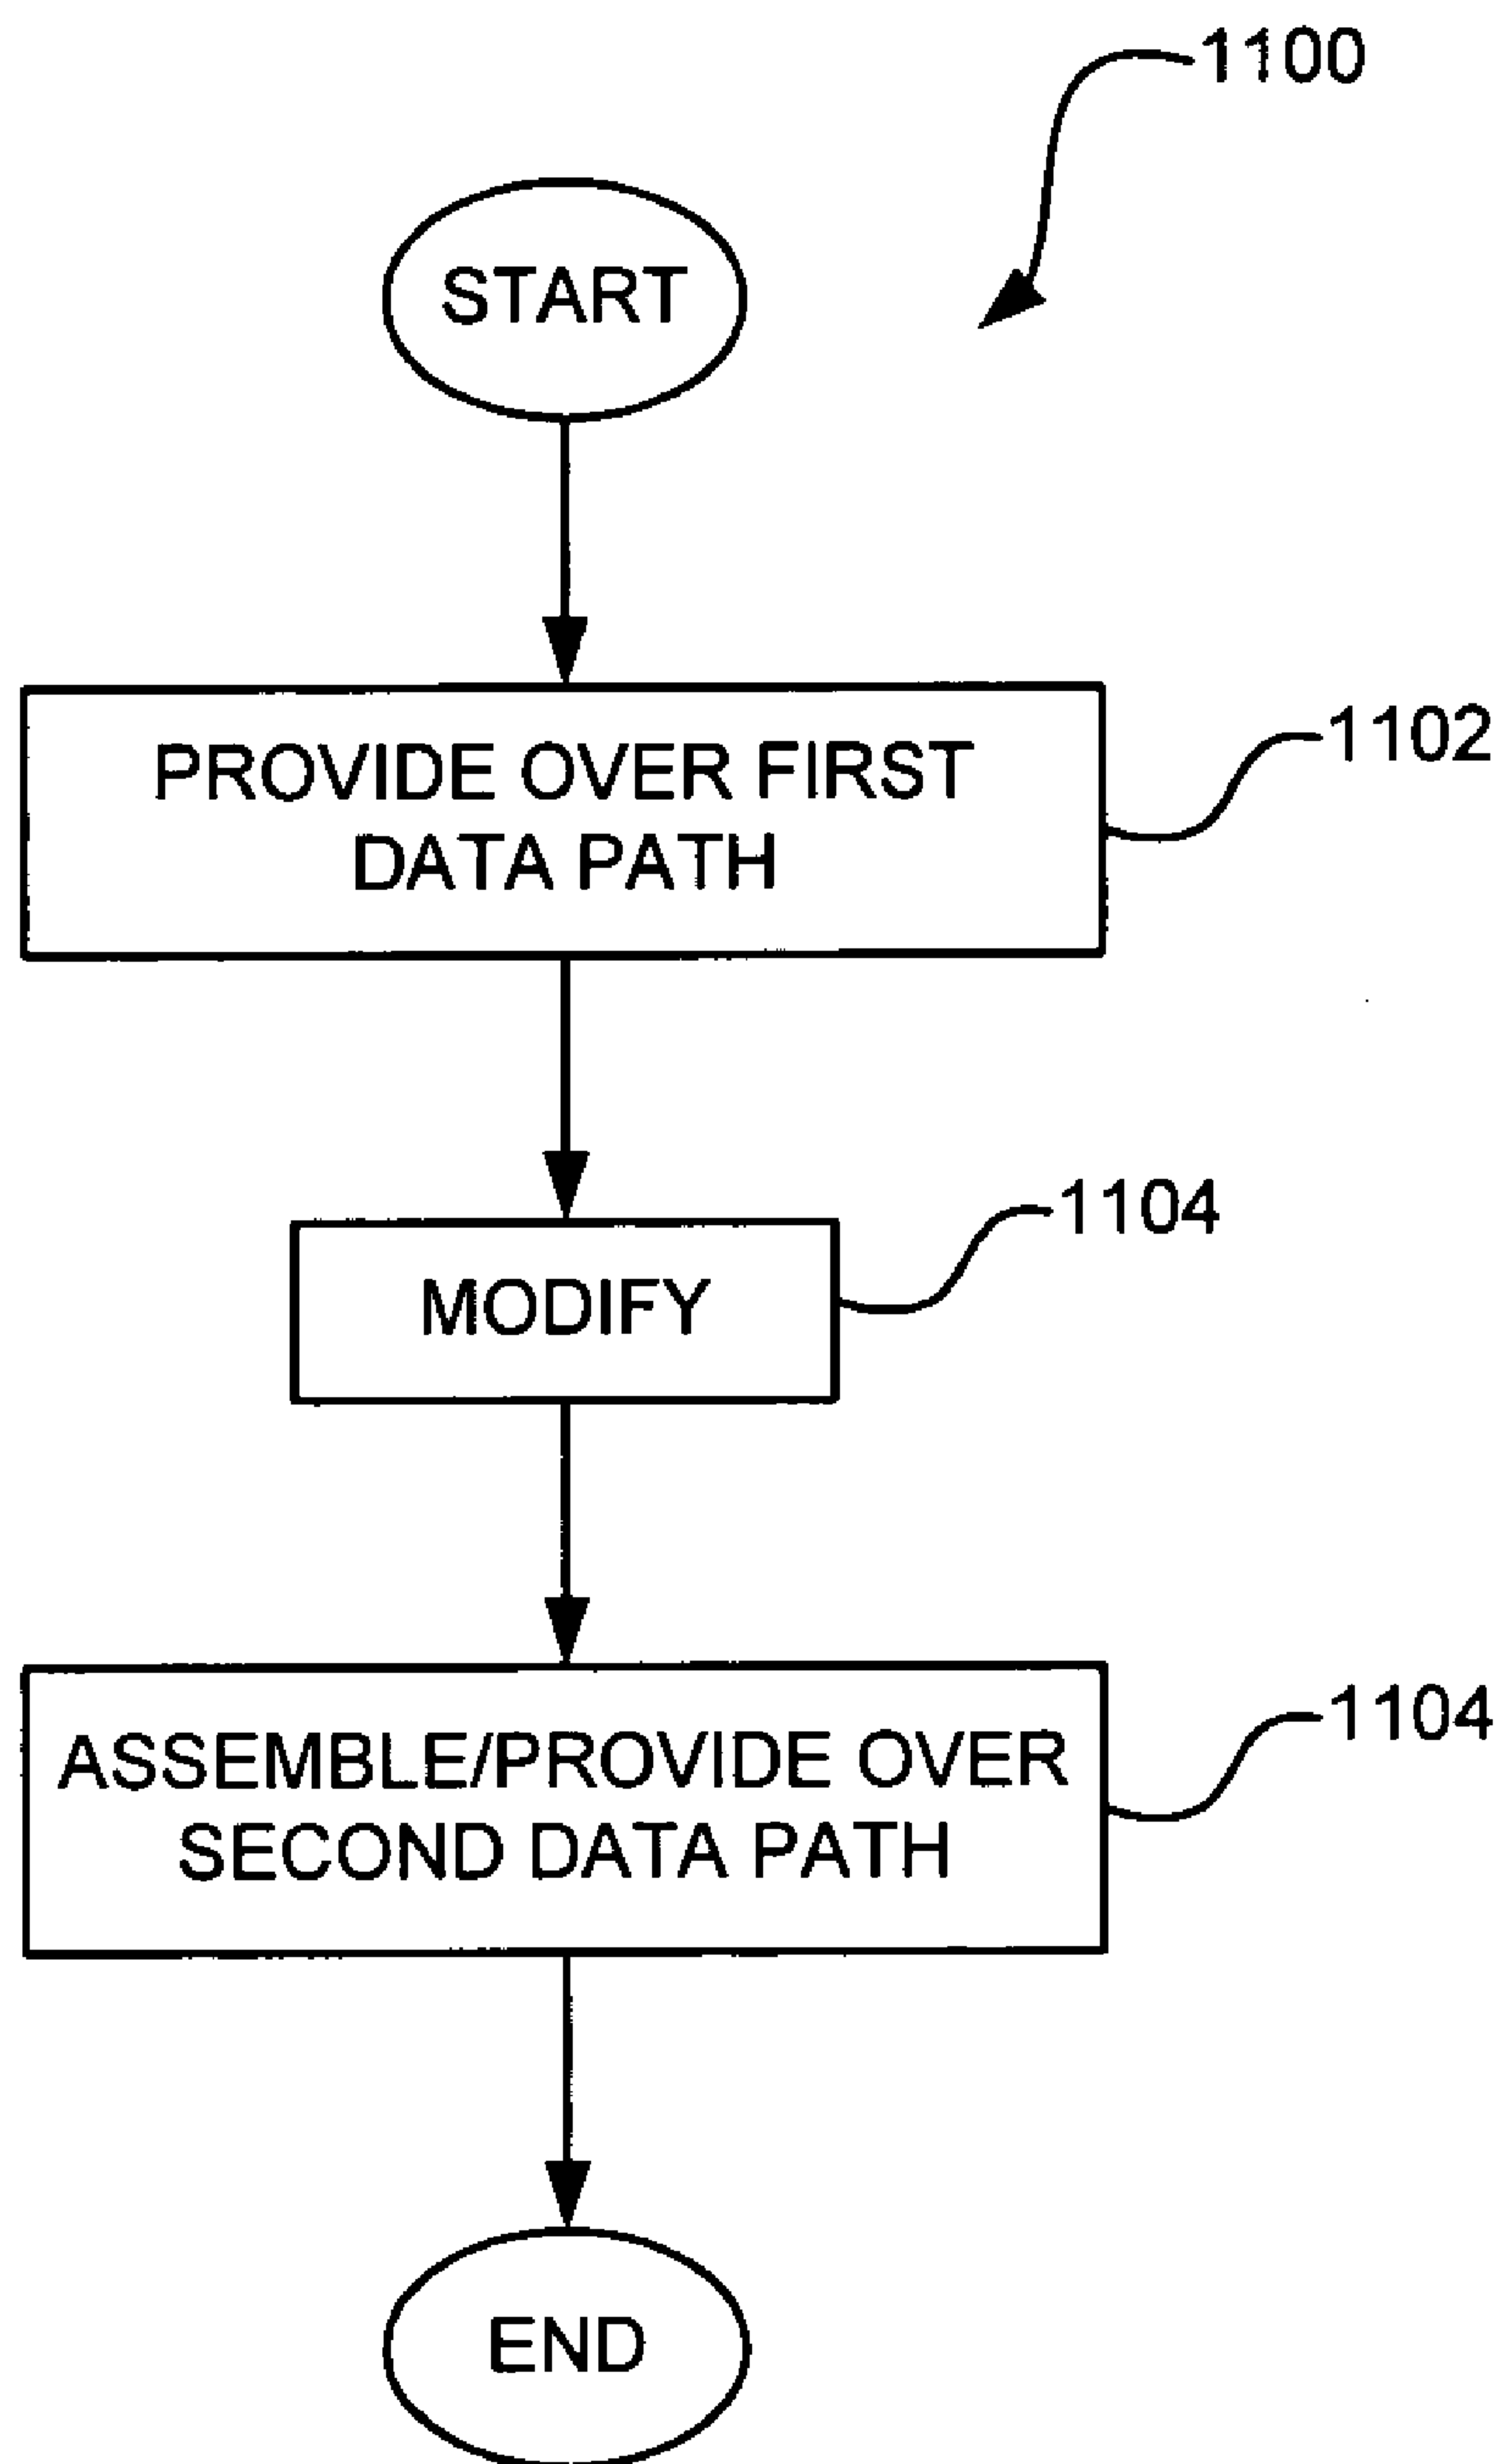 1100
START
PROVIDE OVER FIRST
DATA PATH
1102
MODIFY
1104
ASSEMBLE/PROVIDE OVER
SECOND DATA PATH
1104
END